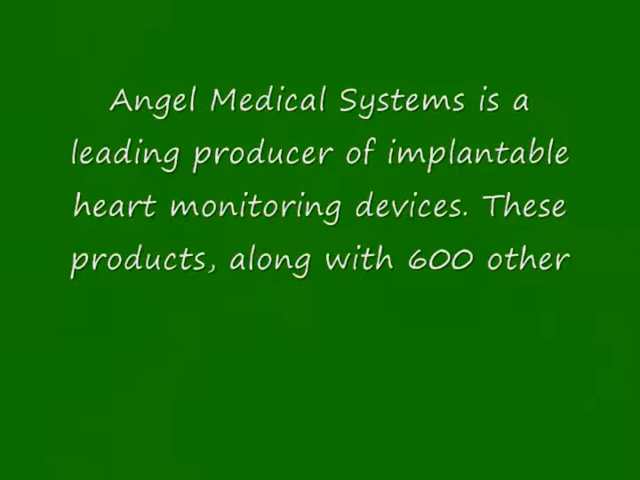 Angel Medical Systems is a
leading producer of implantable
heart monitoring devices. These
products, along with 600 other